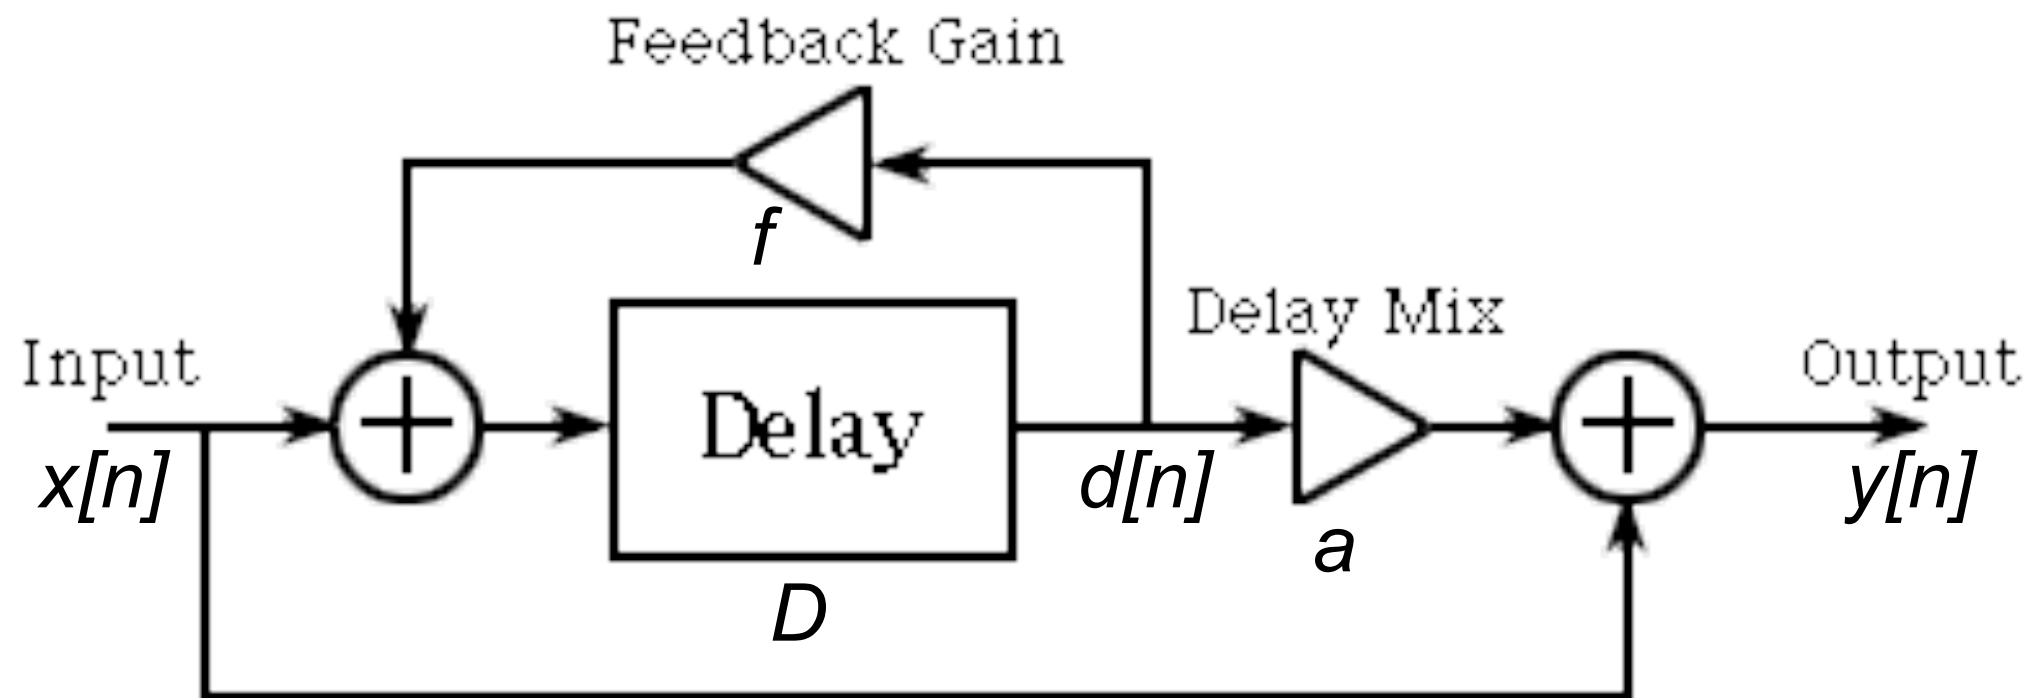 Feedback Gain
f
Delay Mix
Input
Output
Delay
x[n]
d[n]
y[n]
a
D